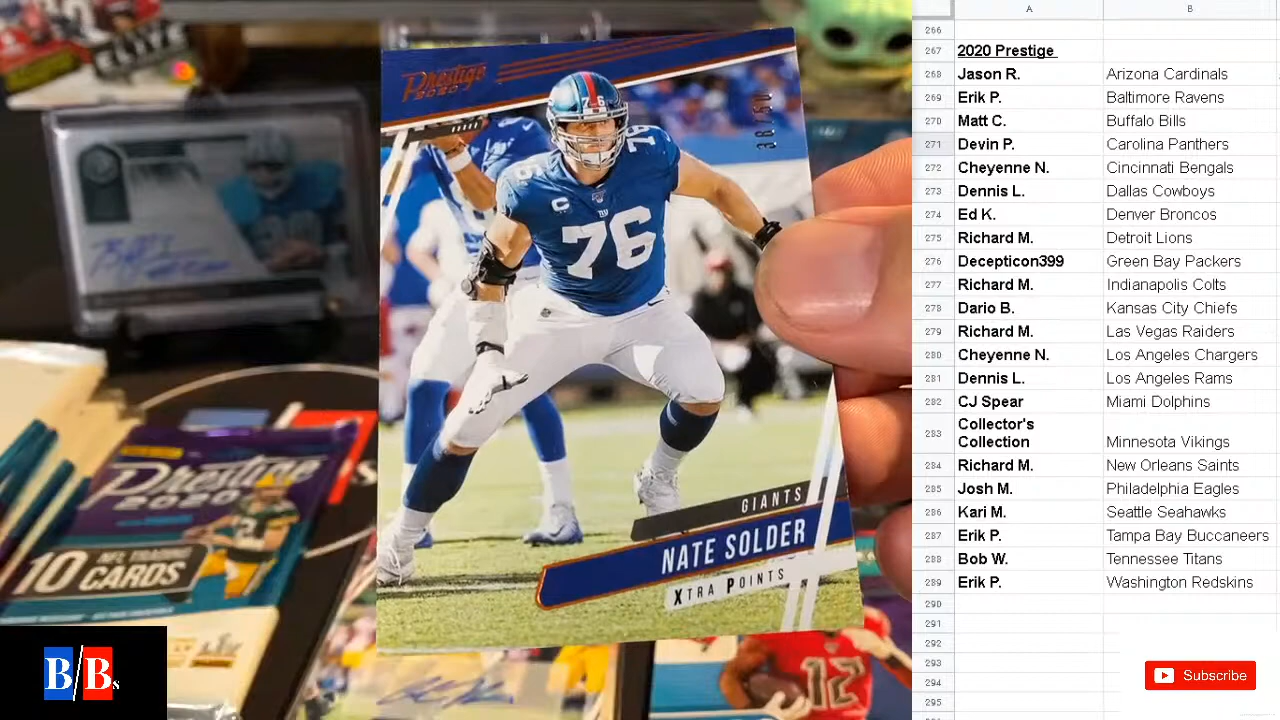 Prestige
2020
38/50
76
76
76
C
GIANTS
NATE SOLDER
XTRA POINTS
Prestige
2020
10 NFL TRADING
CARDS
12
B/Bs
A B
266
267 2020 Prestige
268 Jason R. Arizona Cardinals
269 Erik P. Baltimore Ravens
270 Matt C. Buffalo Bills
271 Devin P. Carolina Panthers
272 Cheyenne N. Cincinnati Bengals
273 Dennis L. Dallas Cowboys
274 Ed K. Denver Broncos
275 Richard M. Detroit Lions
276 Decepticon399 Green Bay Packers
277 Richard M. Indianapolis Colts
278 Dario B. Kansas City Chiefs
279 Richard M. Las Vegas Raiders
280 Cheyenne N. Los Angeles Chargers
281 Dennis L. Los Angeles Rams
282 CJ Spear Miami Dolphins
283 Collector's
Collection Minnesota Vikings
284 Richard M. New Orleans Saints
285 Josh M. Philadelphia Eagles
286 Kari M. Seattle Seahawks
287 Erik P. Tampa Bay Buccaneers
288 Bob W. Tennessee Titans
289 Erik P. Washington Redskins
290
291
292
293
294
295
Subscribe